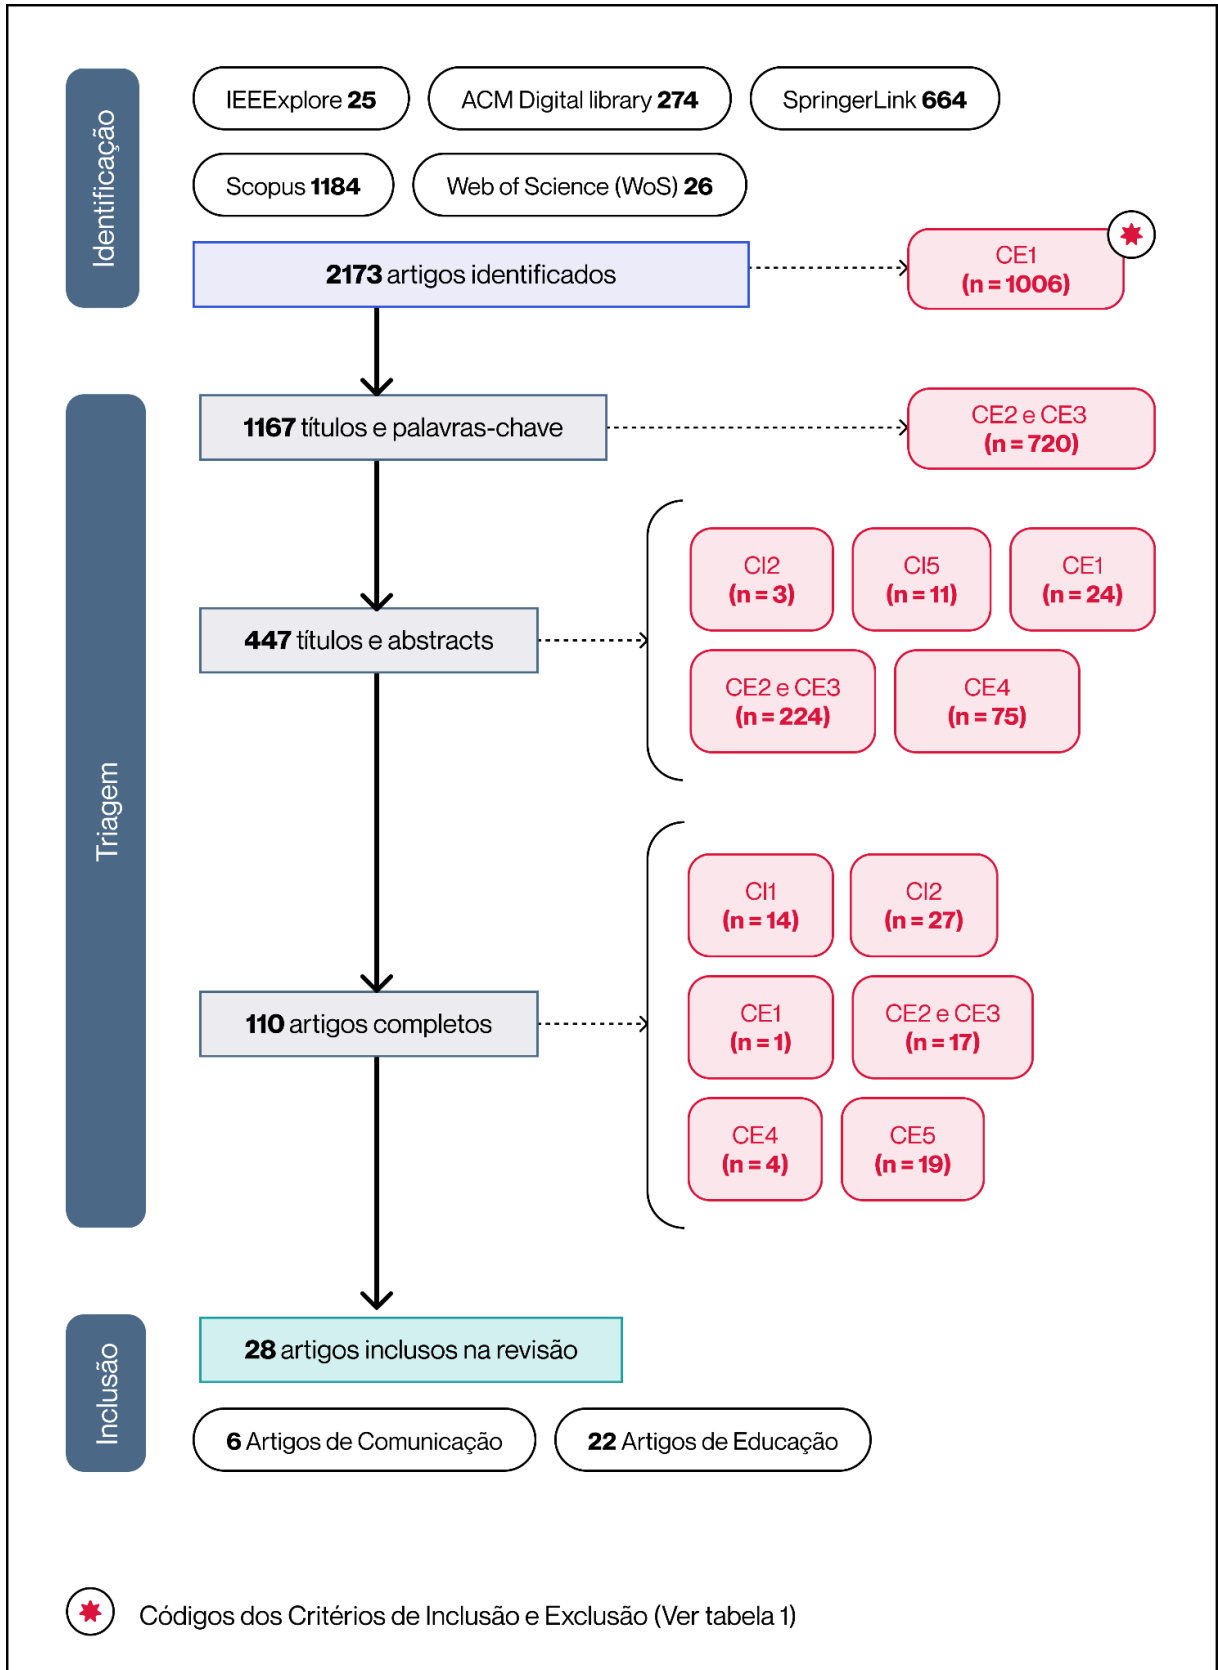 Identificação
IEEExplore 25
ACM Digital library 274
SpringerLink 664
Scopus 1184
Web of Science (WoS) 26
2173 artigos identificados
CE1
(n = 1006)
Triagem
1167 títulos e palavras-chave
CE2 e CE3
(n = 720)
447 títulos e abstracts
CI2
(n = 3)
CI5
(n = 11)
CE1
(n = 24)
CE2 e CE3
(n = 224)
CE4
(n = 75)
110 artigos completos
CI1
(n = 14)
CI2
(n = 27)
CE1
(n = 1)
CE2 e CE3
(n = 17)
CE4
(n = 4)
CE5
(n = 19)
Inclusão
28 artigos inclusos na revisão
6 Artigos de Comunicação
22 Artigos de Educação
Códigos dos Critérios de Inclusão e Exclusão (Ver tabela 1)